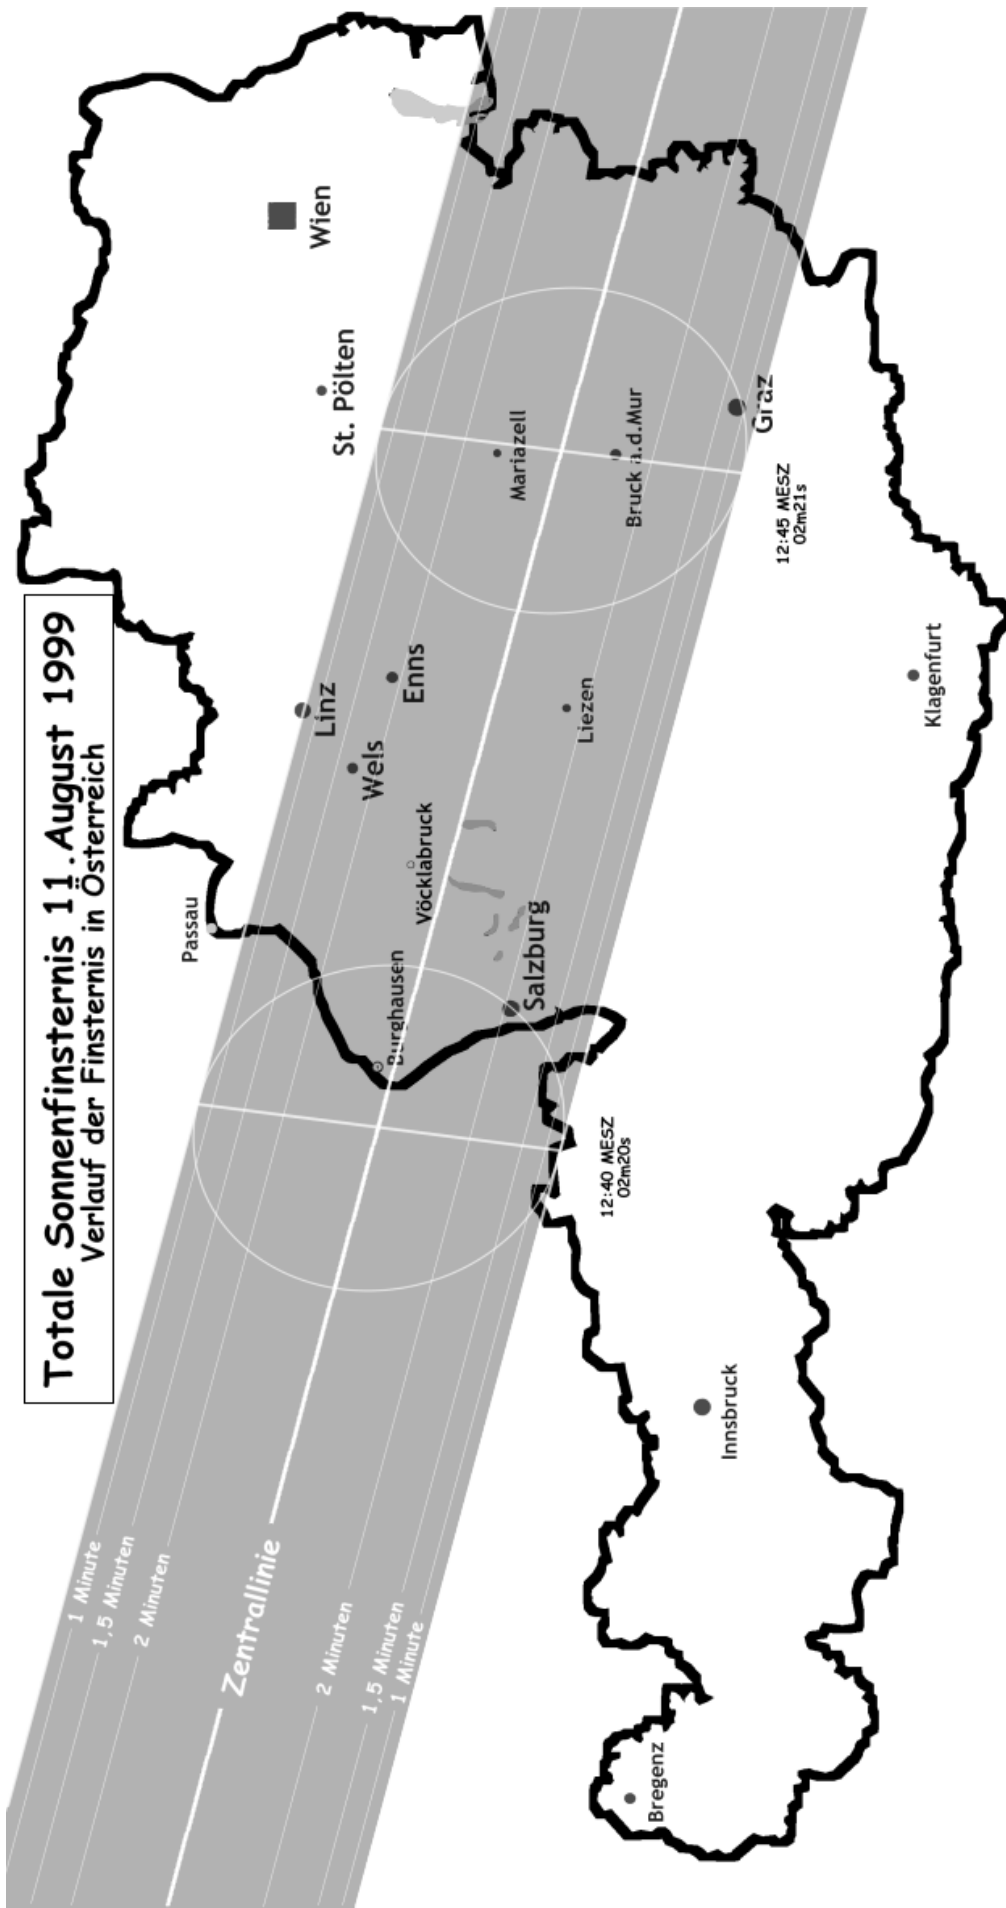 Totale Sonnenfinsternis 11.August 1999
Verlauf der Finsternis in Österreich
Passau
Linz
Wels
Enns
St. Pölten
Wien
Burghausen
Vöcklabruck
Salzburg
Liezen
Mariazell
Bruck a.d.Mur
Graz
12:40 MESZ
02m20s
12:45 MESZ
02m21s
1 Minute
1,5 Minuten
2 Minuten
Zentrallinie
2 Minuten
1,5 Minuten
1 Minute
Bregenz
Innsbruck
Klagenfurt